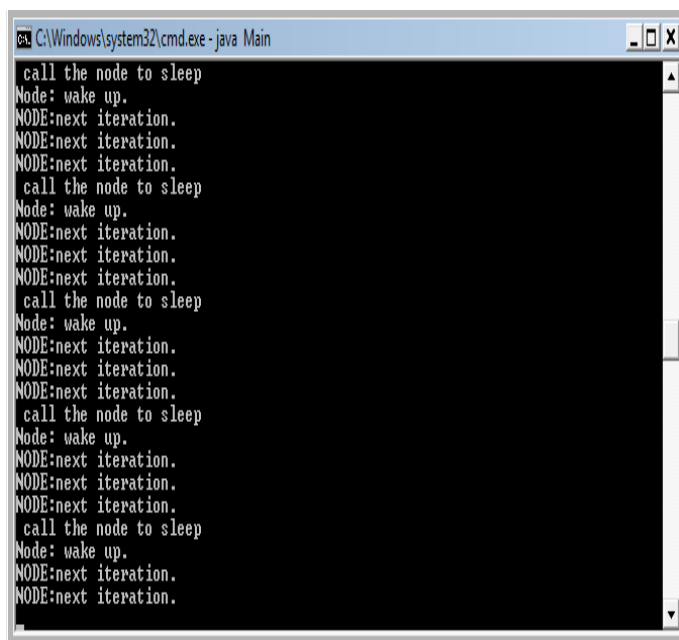 C:\Windows\system32\cmd.exe - java Main
 call the node to sleep
Node: wake up.
NODE:next iteration.
NODE:next iteration.
NODE:next iteration.
 call the node to sleep
Node: wake up.
NODE:next iteration.
NODE:next iteration.
NODE:next iteration.
 call the node to sleep
Node: wake up.
NODE:next iteration.
NODE:next iteration.
NODE:next iteration.
 call the node to sleep
Node: wake up.
NODE:next iteration.
NODE:next iteration.
NODE:next iteration.
 call the node to sleep
Node: wake up.
NODE:next iteration.
NODE:next iteration.